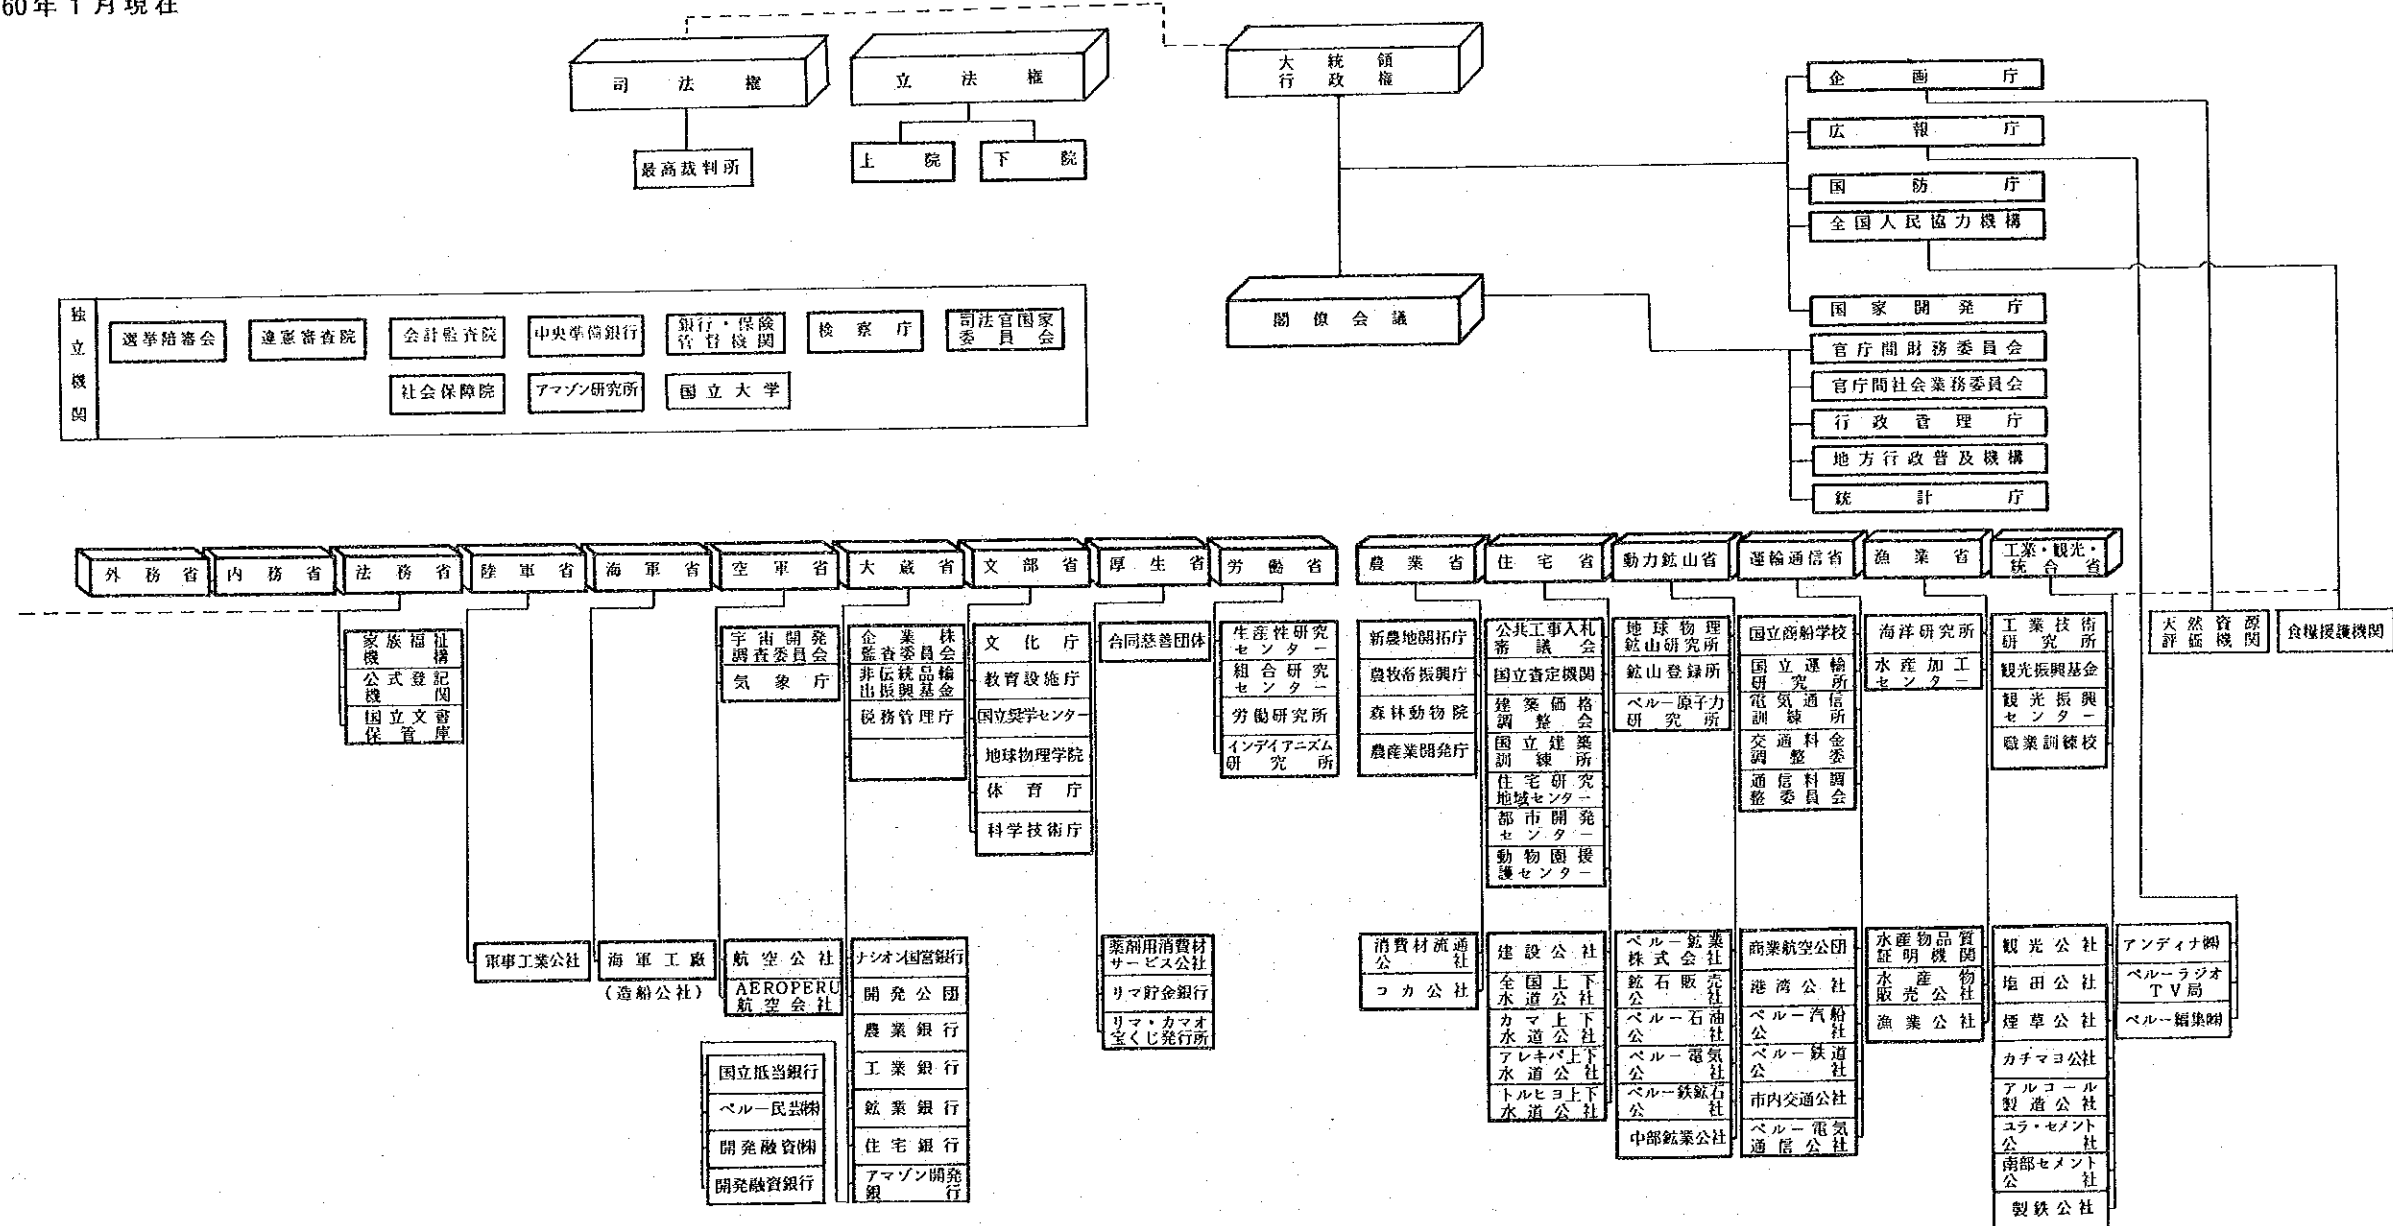 60年1月現在
司法権
立法権
大統領
行政権
最高裁判所
上院
下院
企画庁
広報庁
国防庁
全国人民協力機構
国家開発庁
閣僚会議
官庁間財務委員会
官庁間社会業務委員会
行政管理庁
地方行政普及機構
統計庁
独立機関
選挙陪審会
違憲審査院
会計監査院
中央準備銀行
銀行・保険
管督機関
検察庁
司法官国家
委員会
社会保障院
アマゾン研究所
国立大学
外務省
内務省
法務省
陸軍省
海軍省
空軍省
大蔵省
文部省
厚生省
労働省
農業省
住宅省
動力鉱山省
運輸通信省
漁業省
工業・観光・
統合省
家族福祉
機構
公式登記
機関
国立文書
保管庫
宇宙開発
調査委員会
気象庁
企業株
監査委員会
非伝統品輸
出振興基金
税務管理庁
文化庁
教育設施庁
国立奨学センター
地球物理学院
体育庁
科学技術庁
合同慈善団体
生産性研究
センター
組合研究
センター
労働研究所
インデイアニズム
研究所
新農地開拓庁
農牧畜振興庁
森林動物院
農産業開発庁
公共工事入札
審議会
国立査定機関
建築価格
調整会
国立建築
訓練所
住宅研究
地域センター
都市開発
センター
動物園援
護センター
地球物理
鉱山研究所
鉱山登録所
ペルー原子力
研究所
国立商船学校
国立運輸
研究所
電気通信
訓練所
交通料金
調整委
通信料調
整委員会
海洋研究所
水産加工
センター
工業技術
研究所
観光振興基金
観光振興
センター
職業訓練校
天然資源
評価機関
食糧援護機関
軍事工業公社
海軍工廠
(造船公社)
航空公社
AEROPERU
航空会社
ナシオン国営銀行
開発公団
農業銀行
工業銀行
鉱業銀行
住宅銀行
アマゾン開発
銀行
国立抵当銀行
ペルー民芸㈱
開発融資㈱
開発融資銀行
薬剤用消費材
サービス公社
リマ貯金銀行
リマ・カマオ
宝くじ発行所
消費材流通
公社
コカ公社
建設公社
全国上下
水道公社
カマ上下
水道公社
アレキパ上下
水道公社
トルヒヨ上下
水道公社
ペルー鉱業
株式会社
鉱石販売
公社
ペルー石油
公社
ペルー電気
公社
ペルー鉄鉱石
公社
中部鉱業公社
商業航空公団
港湾公社
ペルー汽船
公社
ペルー鉄道
公社
市内交通公社
ペルー電気
通信公社
水産物品質
証明機関
水産物
販売公社
漁業公社
観光公社
塩田公社
煙草公社
カチマヨ公社
アルコール
製造公社
ユラ・セメント
公社
南部セメント
公社
製鉄公社
アンディナ㈱
ペルーラジオ
TV局
ペルー編集㈱